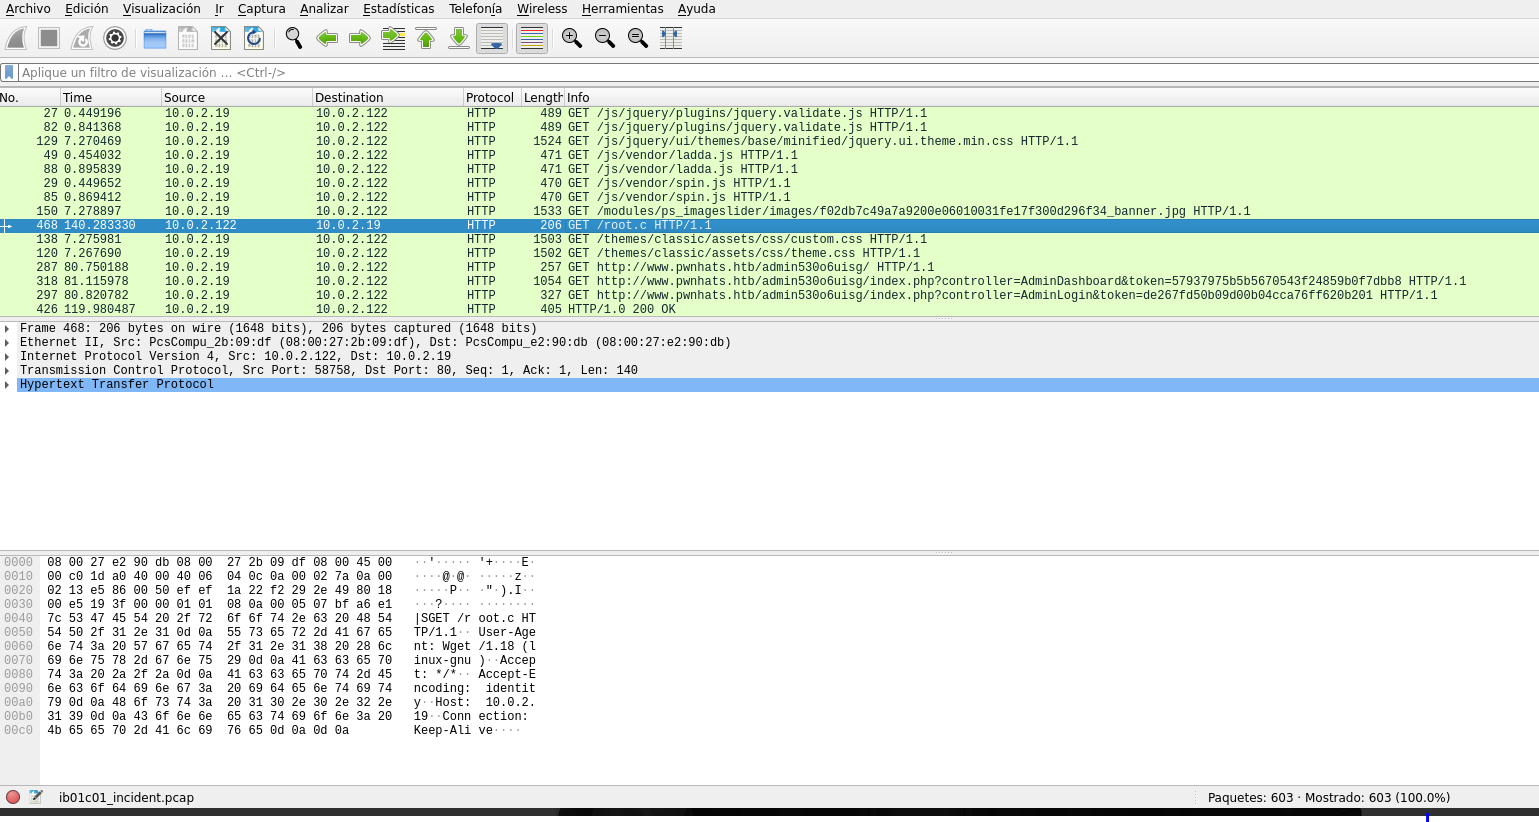 Archivo Edición Visualización Ir Captura Analizar Estadísticas Telefonía Wireless Herramientas Ayuda
Aplique un filtro de visualización … <Ctrl-/>
No. Time Source Destination Protocol Length Info
27 0.449196 10.0.2.19 10.0.2.122 HTTP 489 GET /js/jquery/plugins/jquery.validate.js HTTP/1.1
82 0.841368 10.0.2.19 10.0.2.122 HTTP 489 GET /js/jquery/plugins/jquery.validate.js HTTP/1.1
129 7.270469 10.0.2.19 10.0.2.122 HTTP 1524 GET /js/jquery/ui/themes/base/minified/jquery.ui.theme.min.css HTTP/1.1
49 0.454032 10.0.2.19 10.0.2.122 HTTP 471 GET /js/vendor/ladda.js HTTP/1.1
88 0.895839 10.0.2.19 10.0.2.122 HTTP 471 GET /js/vendor/ladda.js HTTP/1.1
29 0.449652 10.0.2.19 10.0.2.122 HTTP 470 GET /js/vendor/spin.js HTTP/1.1
85 0.869412 10.0.2.19 10.0.2.122 HTTP 470 GET /js/vendor/spin.js HTTP/1.1
150 7.278897 10.0.2.19 10.0.2.122 HTTP 1533 GET /modules/ps_imageslider/images/f02db7c49a7a9200e06010031fe17f300d296f34_banner.jpg HTTP/1.1
468 140.283330 10.0.2.122 10.0.2.19 HTTP 206 GET /root.c HTTP/1.1
138 7.275981 10.0.2.19 10.0.2.122 HTTP 1503 GET /themes/classic/assets/css/custom.css HTTP/1.1
120 7.267690 10.0.2.19 10.0.2.122 HTTP 1502 GET /themes/classic/assets/css/theme.css HTTP/1.1
287 80.750188 10.0.2.19 10.0.2.122 HTTP 257 GET http://www.pwnhats.htb/admin530o6uisg/ HTTP/1.1
318 81.115978 10.0.2.19 10.0.2.122 HTTP 1054 GET http://www.pwnhats.htb/admin530o6uisg/index.php?controller=AdminDashboard&token=57937975b5b5670543f24859b0f7dbb8 HTTP/1.1
297 80.820782 10.0.2.19 10.0.2.122 HTTP 327 GET http://www.pwnhats.htb/admin530o6uisg/index.php?controller=AdminLogin&token=de267fd50b09d00b04cca76ff620b201 HTTP/1.1
426 119.980487 10.0.2.19 10.0.2.122 HTTP 405 HTTP/1.0 200 OK
Frame 468: 206 bytes on wire (1648 bits), 206 bytes captured (1648 bits)
Ethernet II, Src: PcsCompu_2b:09:df (08:00:27:2b:09:df), Dst: PcsCompu_e2:90:db (08:00:27:e2:90:db)
Internet Protocol Version 4, Src: 10.0.2.122, Dst: 10.0.2.19
Transmission Control Protocol, Src Port: 58758, Dst Port: 80, Seq: 1, Ack: 1, Len: 140
Hypertext Transfer Protocol
0000 08 00 27 e2 90 db 08 00 27 2b 09 df 08 00 45 00 ··'····· '+····E·
0010 00 c0 1d a0 40 00 40 06 04 0c 0a 00 02 7a 0a 00 ····@·@· ·····z··
0020 02 13 e5 86 00 50 ef ef 1a 22 f2 29 2e 49 80 18 ·····P·· ·"·).I··
0030 00 e5 19 3f 00 00 01 01 08 0a 00 05 07 bf a6 e1 ···?···· ········
0040 7c 53 47 45 54 20 2f 72 6f 6f 74 2e 63 20 48 54 |SGET /r oot.c HT
0050 54 50 2f 31 2e 31 0d 0a 55 73 65 72 2d 41 67 65 TP/1.1·· User-Age
0060 6e 74 3a 20 57 67 65 74 2f 31 2e 31 38 20 28 6c nt: Wget /1.18 (l
0070 69 6e 75 78 2d 67 6e 75 29 0d 0a 41 63 63 65 70 inux-gnu )··Accep
0080 74 3a 20 2a 2f 2a 0d 0a 41 63 63 65 70 74 2d 45 t: */*·· Accept-E
0090 6e 63 6f 64 69 6e 67 3a 20 69 64 65 6e 74 69 74 ncoding: identit
00a0 79 0d 0a 48 6f 73 74 3a 20 31 30 2e 30 2e 32 2e y··Host: 10.0.2.
00b0 31 39 0d 0a 43 6f 6e 6e 65 63 74 69 6f 6e 3a 20 19··Conn ection:
00c0 4b 65 65 70 2d 41 6c 69 76 65 0d 0a 0d 0a Keep-Ali ve····
ib01c01_incident.pcap Paquetes: 603 · Mostrado: 603 (100.0%)